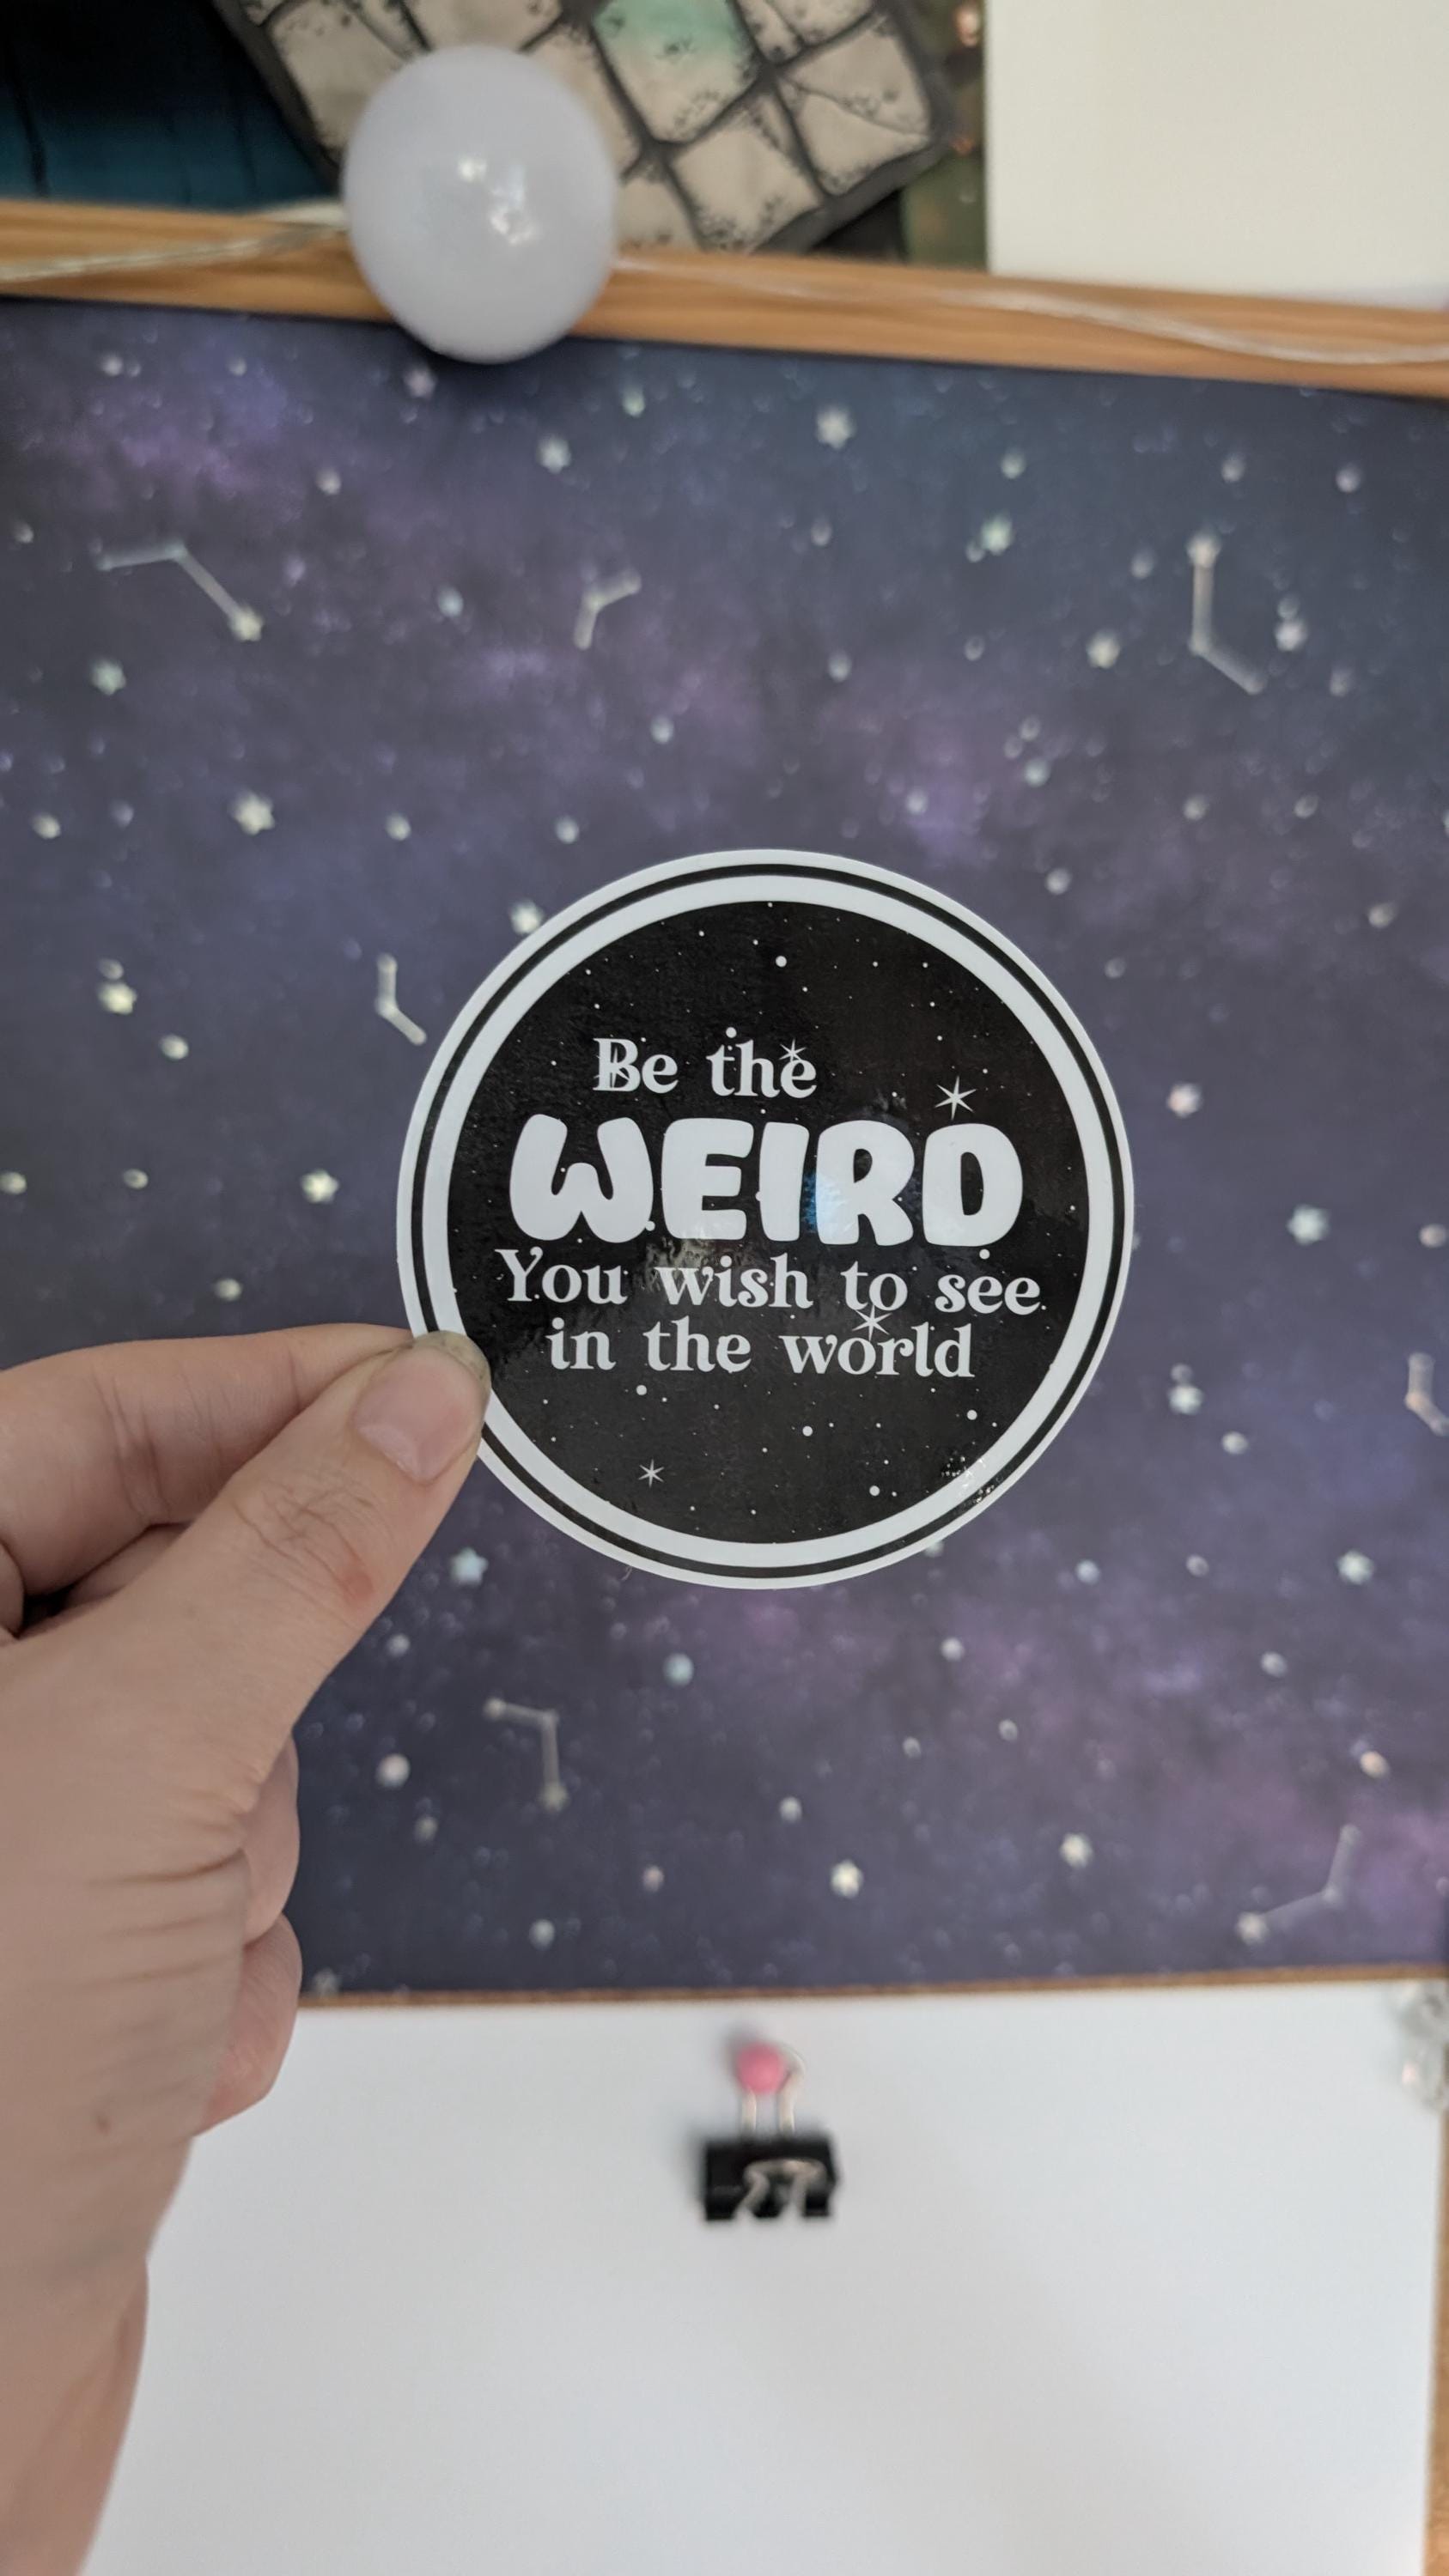 Be the
WEIRD
You wish to see
in the world